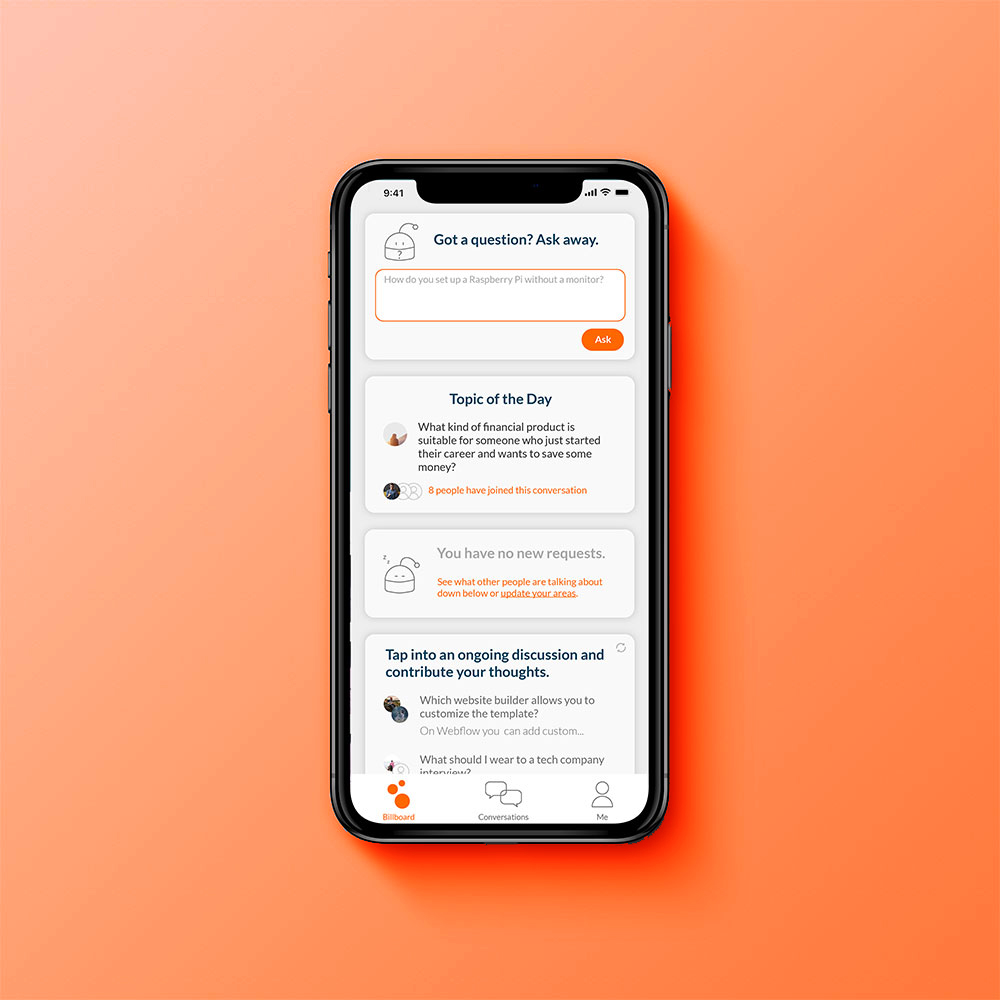 9:41
?
Got a question? Ask away.
How do you set up a Raspberry Pi without a monitor?
Ask
Topic of the Day
What kind of financial product is
suitable for someone who just started
their career and wants to save some
money?
8 people have joined this conversation
z
z
You have no new requests.
See what other people are talking about
down below or update your areas.
Tap into an ongoing discussion and
contribute your thoughts.
Which website builder allows you to
customize the template?
On Webflow you can add custom...
What should I wear to a tech company
interview?
Billboard
Conversations
Me